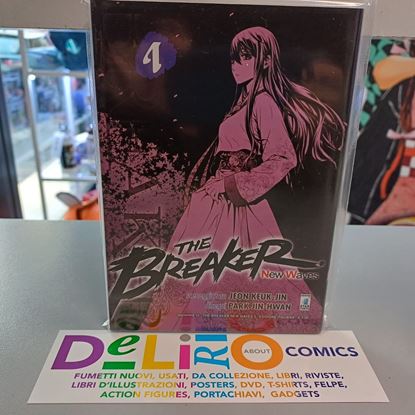 4
THE
BREAKER
New Waves
JEON KEUK-JIN
PARK JIN-HWAN
STAR
DeLiRIO ABOUT COMICS
FUMETTI NUOVI, USATI, DA COLLEZIONE, LIBRI, RIVISTE,
LIBRI D'ILLUSTRAZIONI, POSTERS, DVD, T-SHIRTS, FELPE,
ACTION FIGURES, PORTACHIAVI, GADGETS